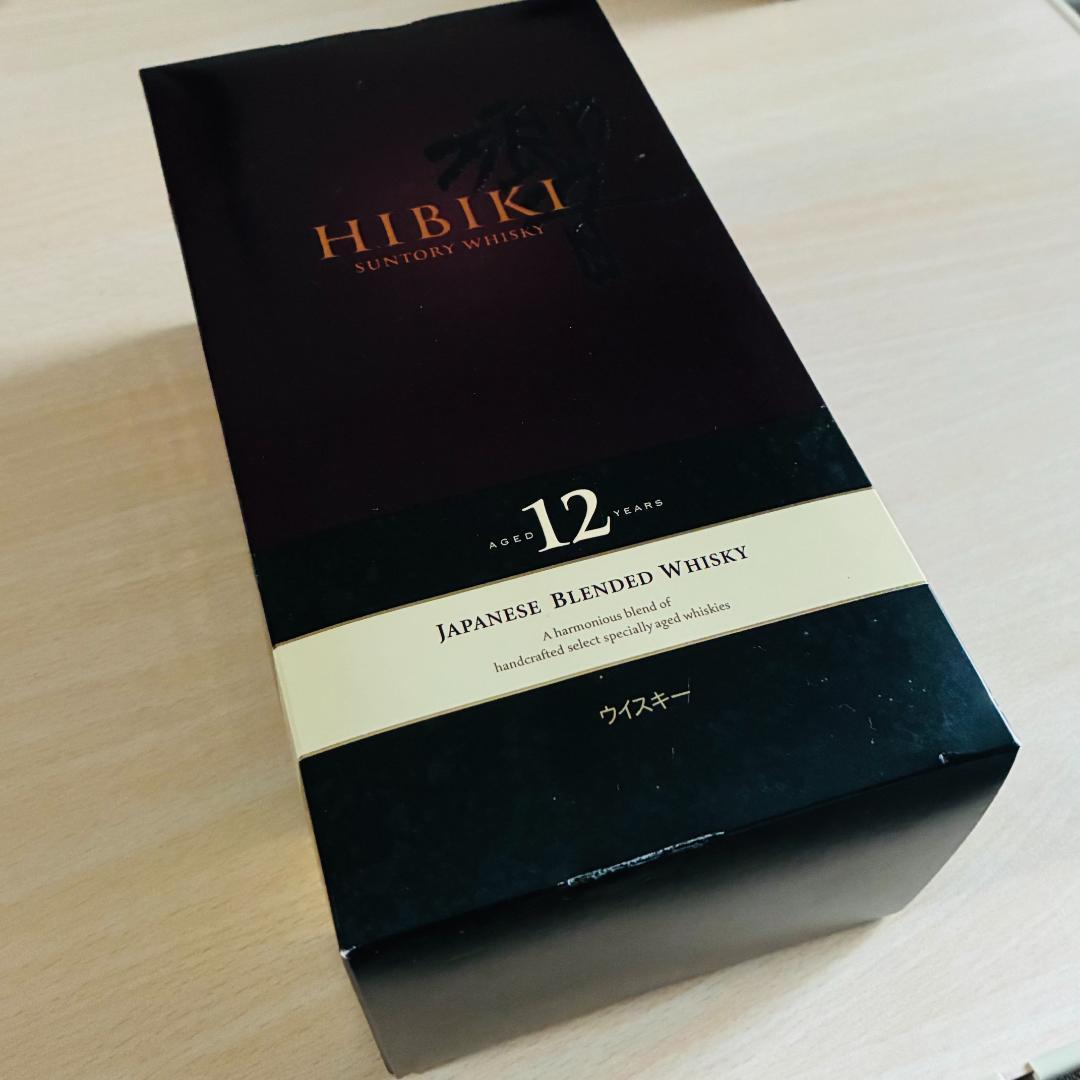 響
HIBIKI
SUNTORY WHISKY
AGED 12 YEARS
JAPANESE BLENDED WHISKY
A harmonious blend of
handcrafted select specially aged whiskies
ウイスキー